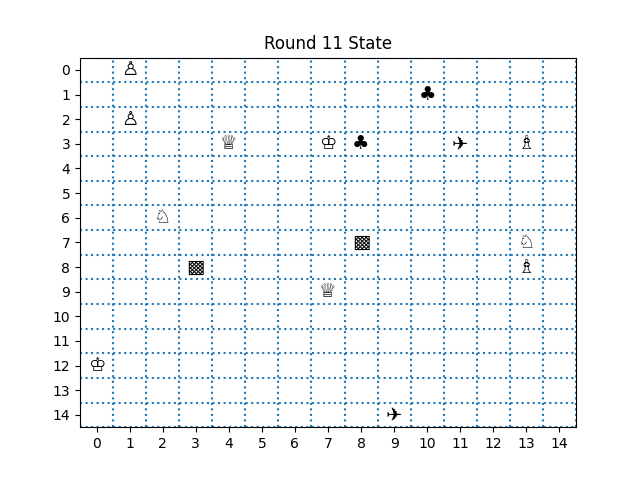 Round 11 State
0 ♙
1 ♣
2 ♙
3 ♕ ♔ ♣ ✈ ♗
4
5
6 ♘
7 ▩ ♘
8 ▩ ♗
9 ♕
10
11
12 ♔
13
14 ✈
0 1 2 3 4 5 6 7 8 9 10 11 12 13 14